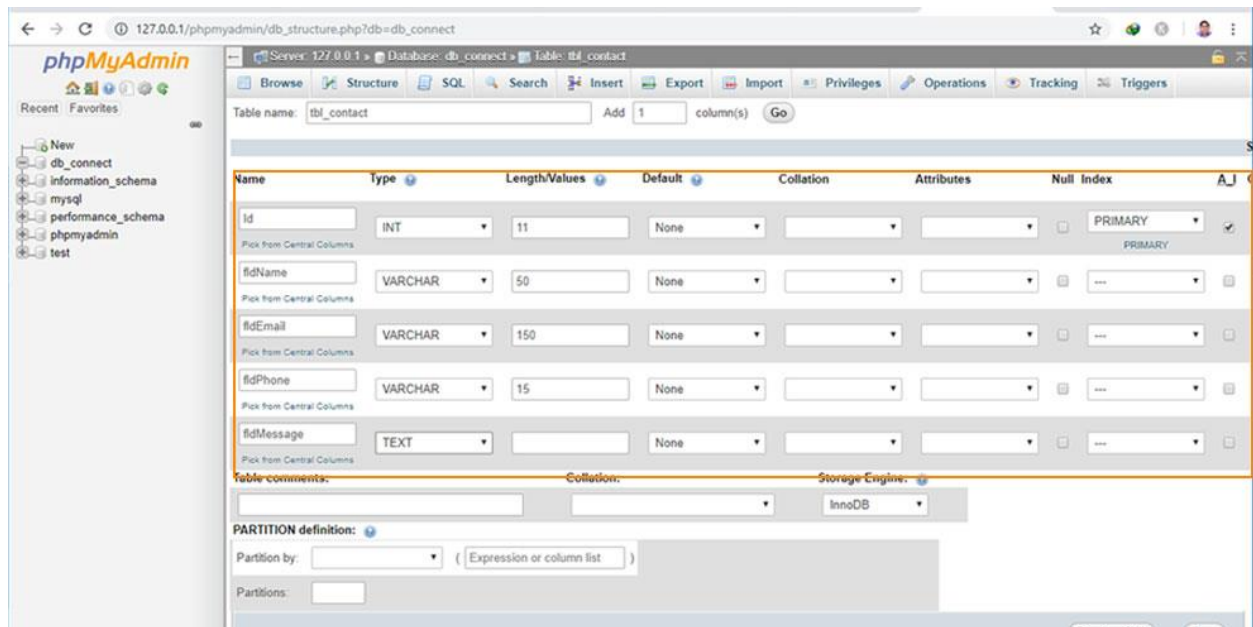 127.0.0.1/phpmyadmin/db_structure.php?db=db_connect
phpMyAdmin
Recent Favorites
New
db_connect
information_schema
mysql
performance_schema
phpmyadmin
test
Server: 127.0.0.1 » Database: db_connect » Table: tbl_contact
Browse Structure SQL Search Insert Export Import Privileges Operations Tracking Triggers
Table name: tbl_contact Add 1 column(s) Go
Name Type Length/Values Default Collation Attributes Null Index A_I
Id INT 11 None PRIMARY
Pick from Central Columns PRIMARY
fldName VARCHAR 50 None ---
Pick from Central Columns
fldEmail VARCHAR 150 None ---
Pick from Central Columns
fldPhone VARCHAR 15 None ---
Pick from Central Columns
fldMessage TEXT None ---
Pick from Central Columns
Table comments: Collation: Storage Engine:
InnoDB
PARTITION definition:
Partition by: ( Expression or column list )
Partitions: